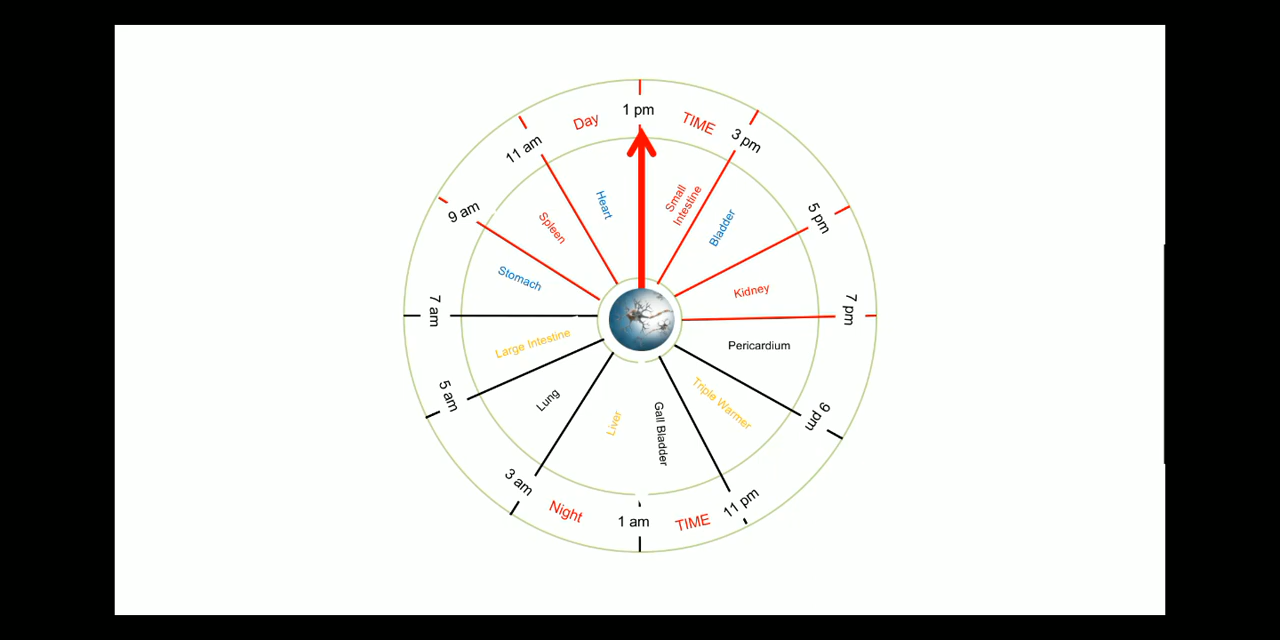 Day
1 pm
TIME
3 pm
5 pm
7 pm
9 pm
11 pm
TIME
1 am
Night
3 am
5 am
7 am
9 am
11 am
Heart
Small
Intestine
Bladder
Kidney
Pericardium
Triple Warmer
Gall Bladder
Liver
Lung
Large Intestine
Stomach
Spleen